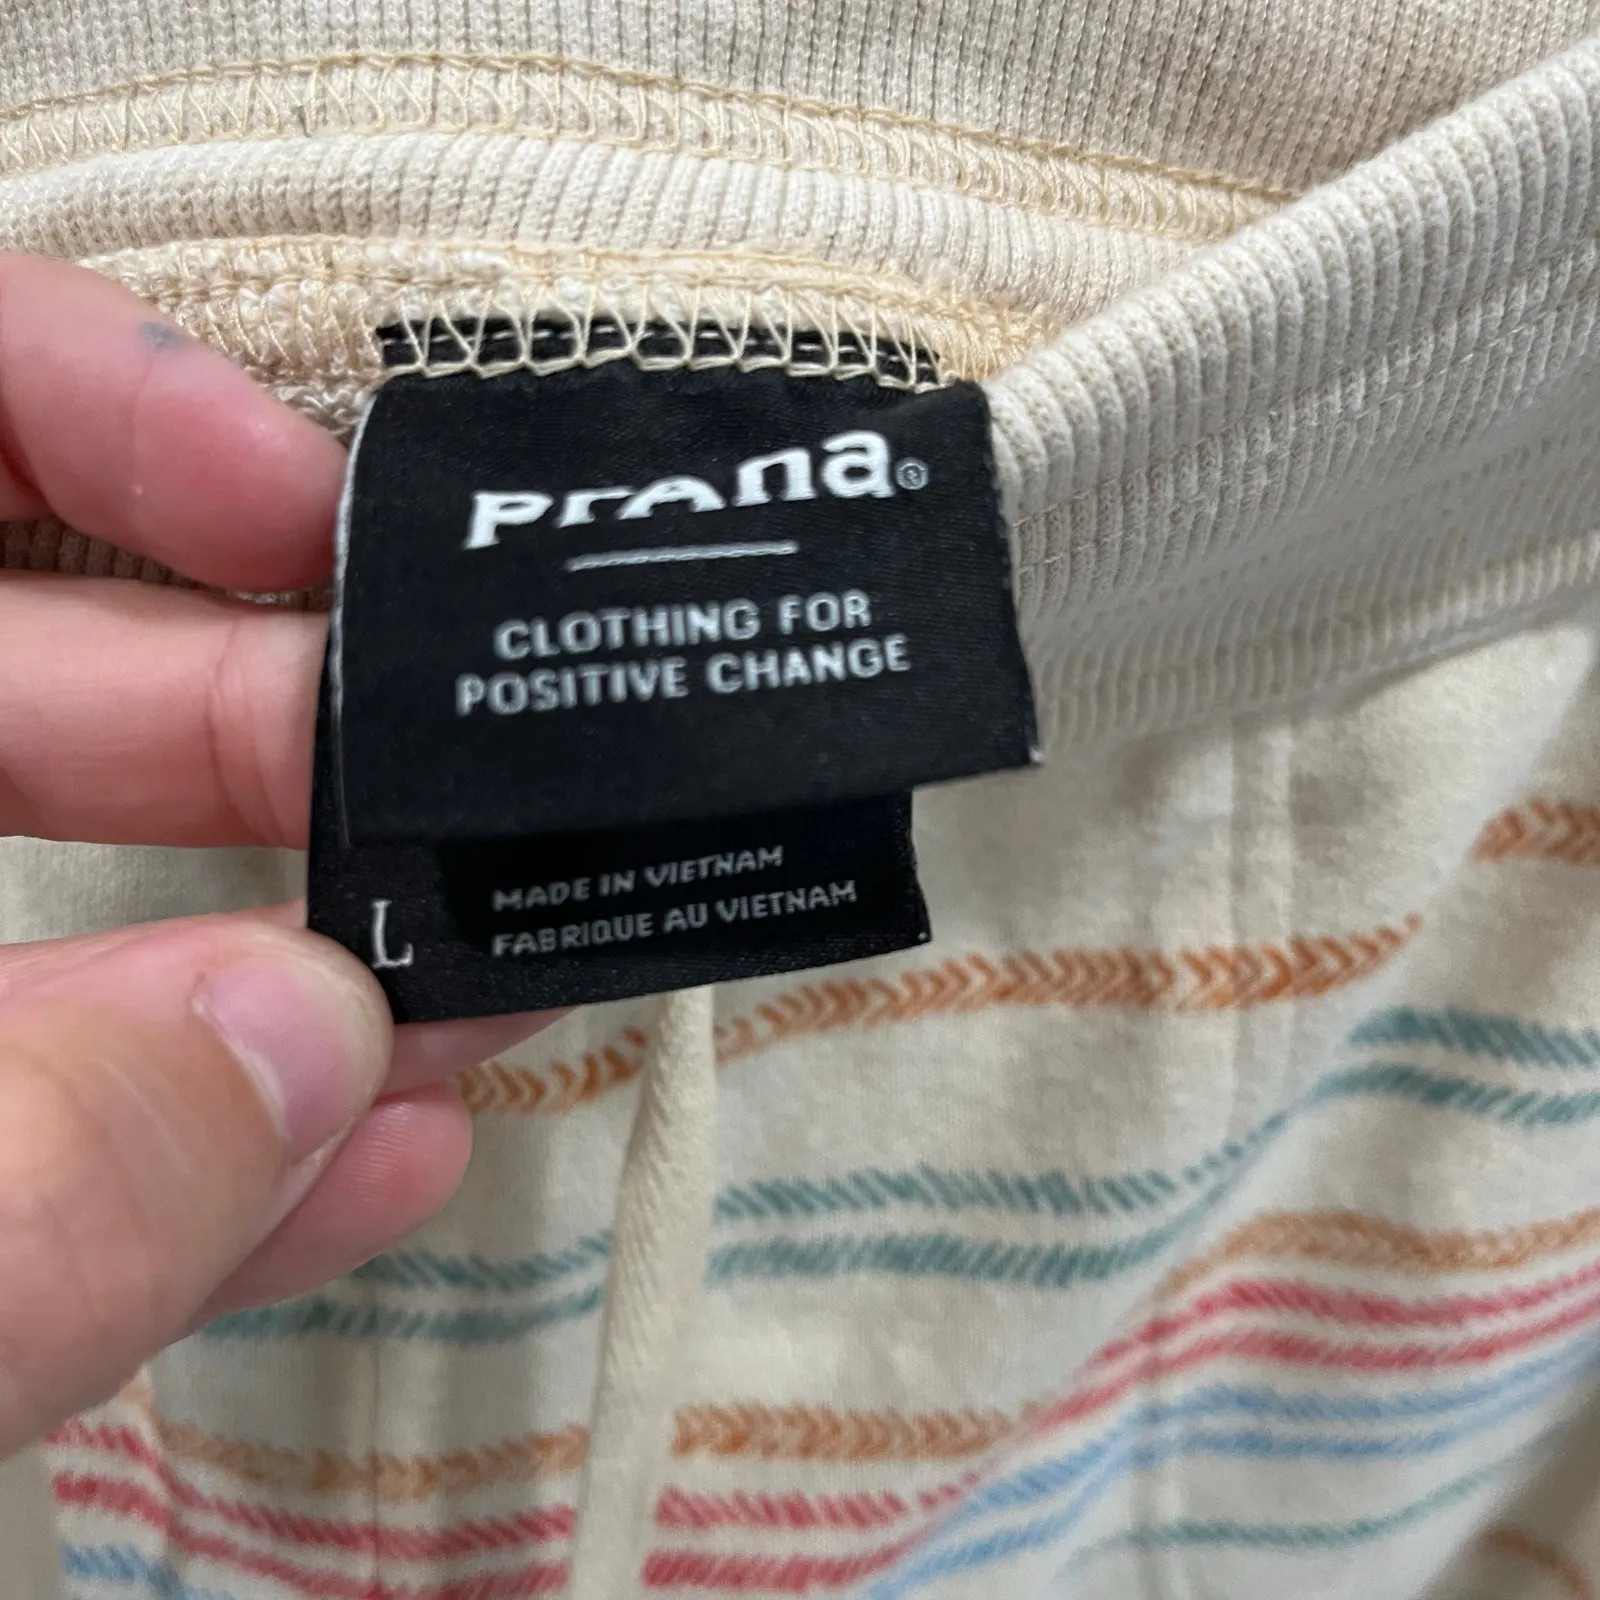 prAna®
CLOTHING FOR
POSITIVE CHANGE
L
MADE IN VIETNAM
FABRIQUE AU VIETNAM